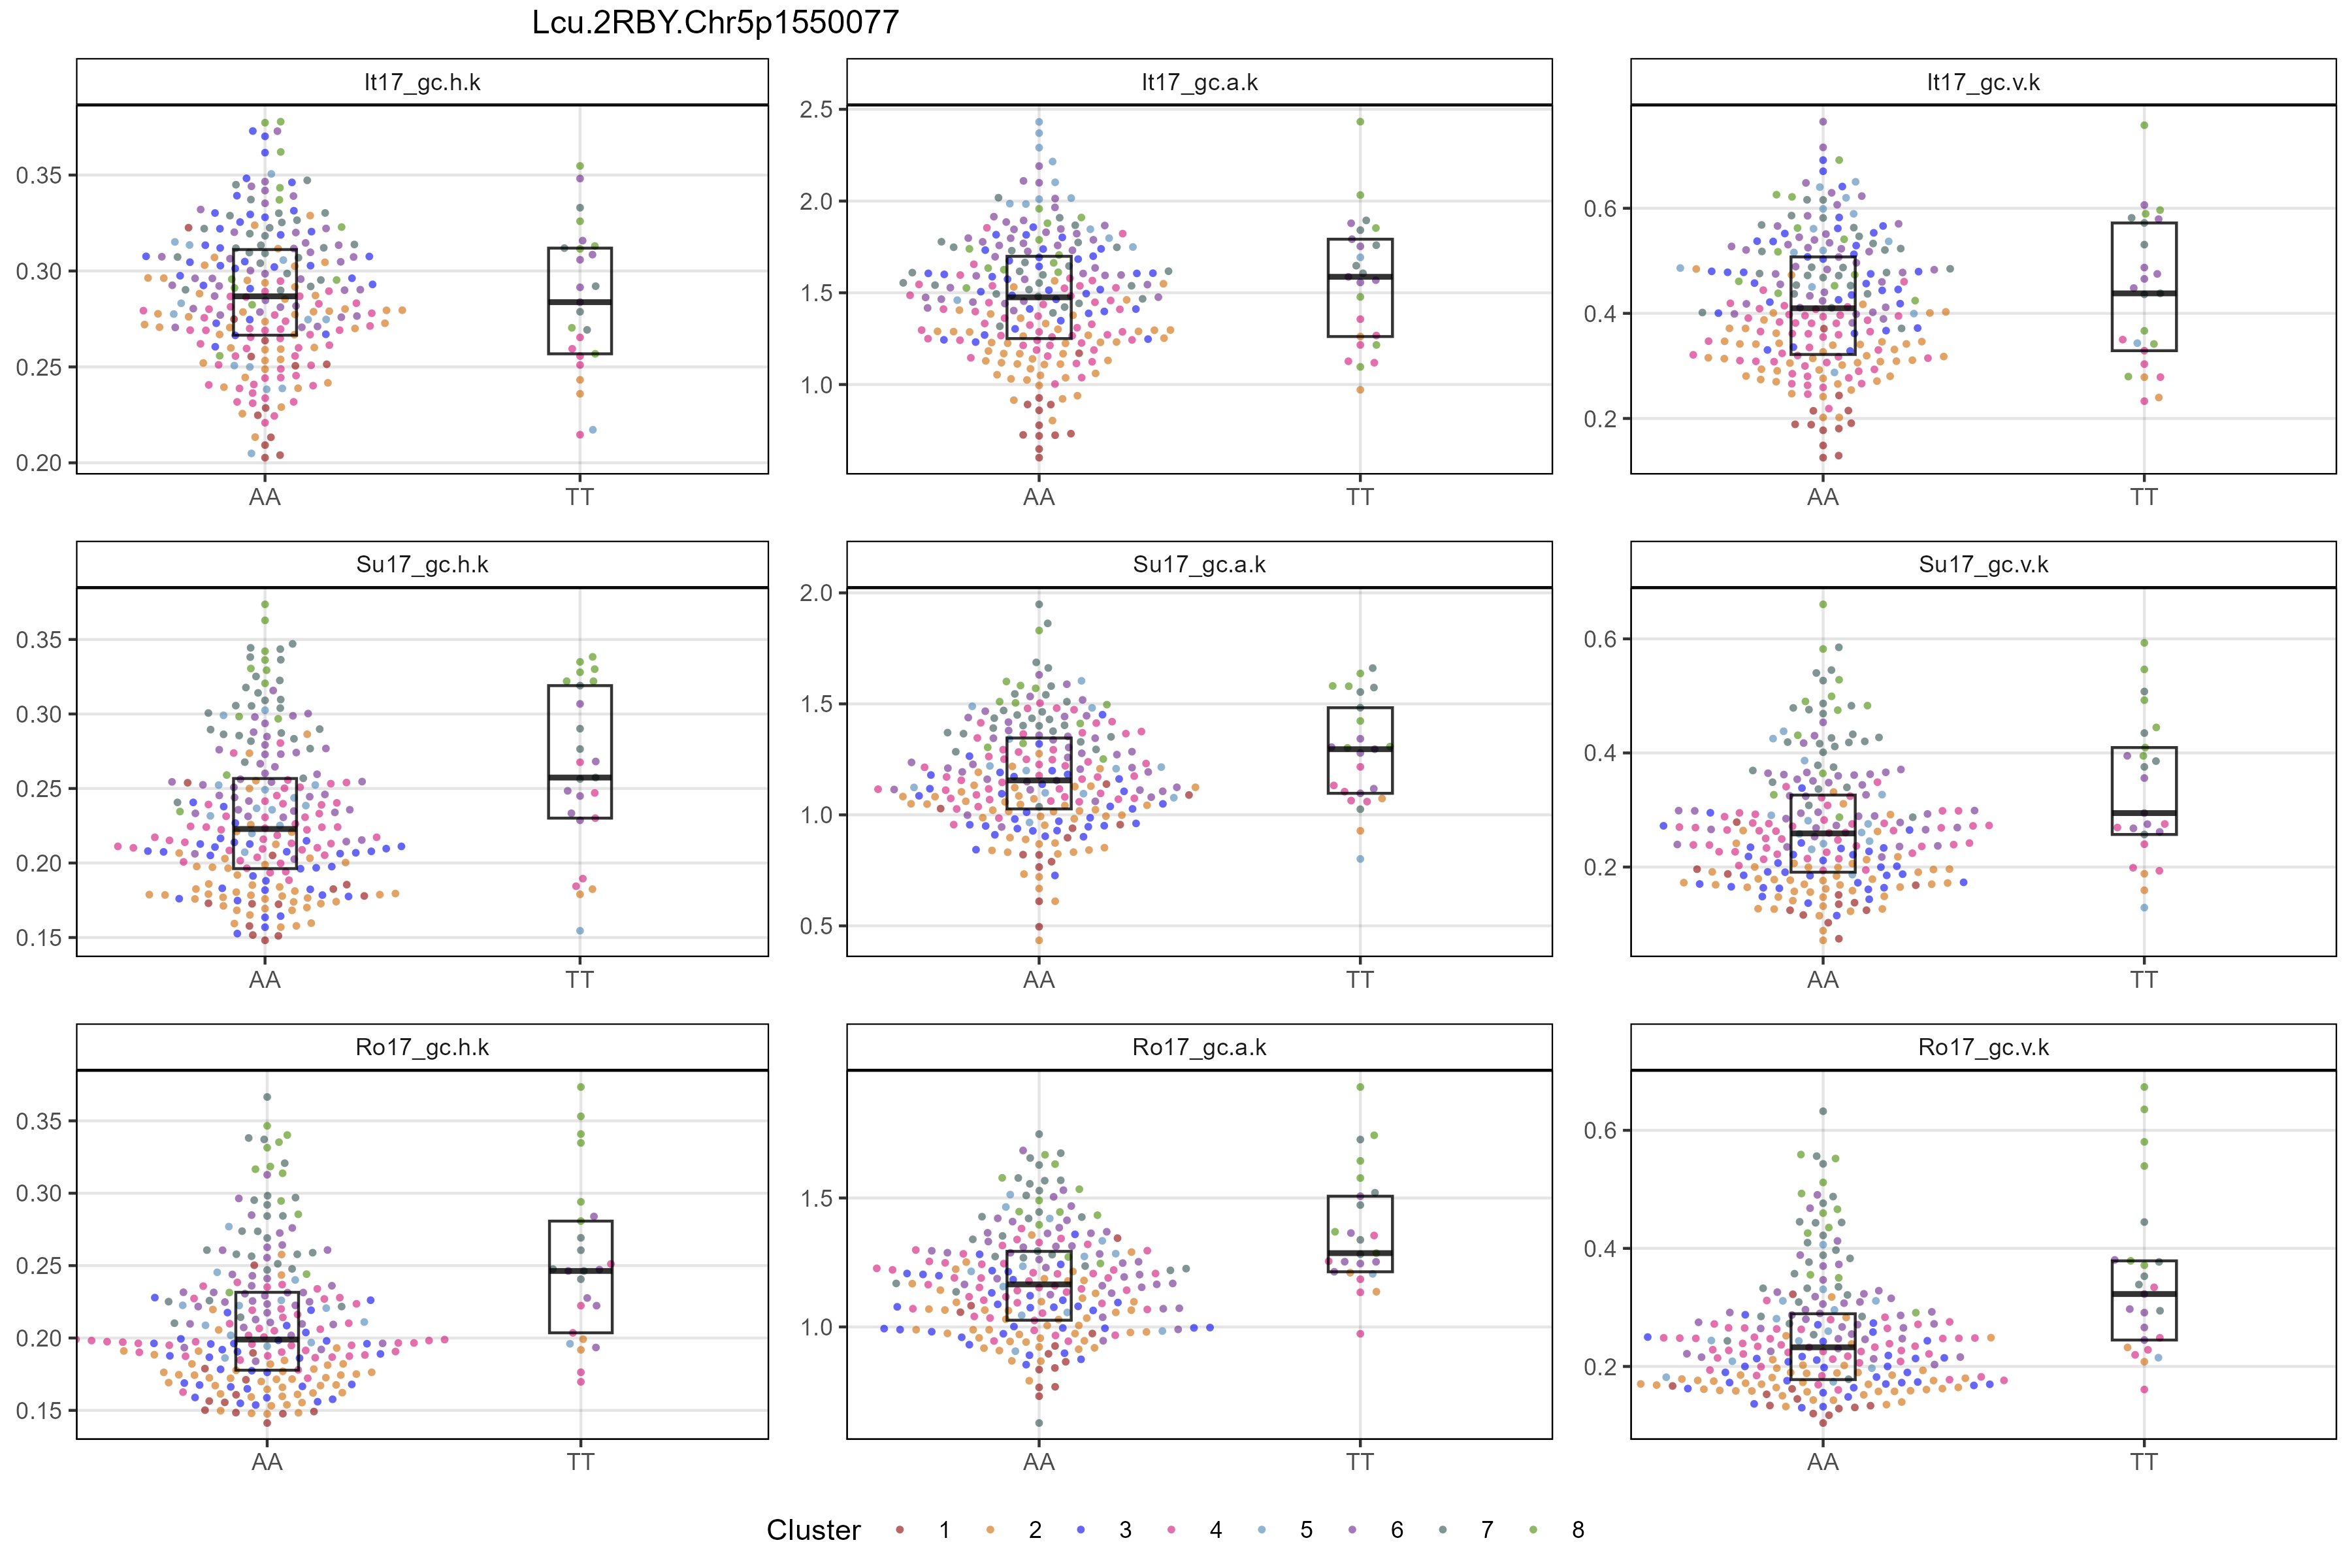 Lcu.2RBY.Chr5p1550077
It17_gc.h.k
It17_gc.a.k
It17_gc.v.k
0.35
0.30
0.25
0.20
AA
TT
2.5
2.0
1.5
1.0
AA
TT
0.6
0.4
0.2
AA
TT
Su17_gc.h.k
Su17_gc.a.k
Su17_gc.v.k
0.35
0.30
0.25
0.20
0.15
AA
TT
2.0
1.5
1.0
0.5
AA
TT
0.6
0.4
0.2
AA
TT
Ro17_gc.h.k
Ro17_gc.a.k
Ro17_gc.v.k
0.35
0.30
0.25
0.20
0.15
AA
TT
1.5
1.0
AA
TT
0.6
0.4
0.2
AA
TT
Cluster 1 2 3 4 5 6 7 8